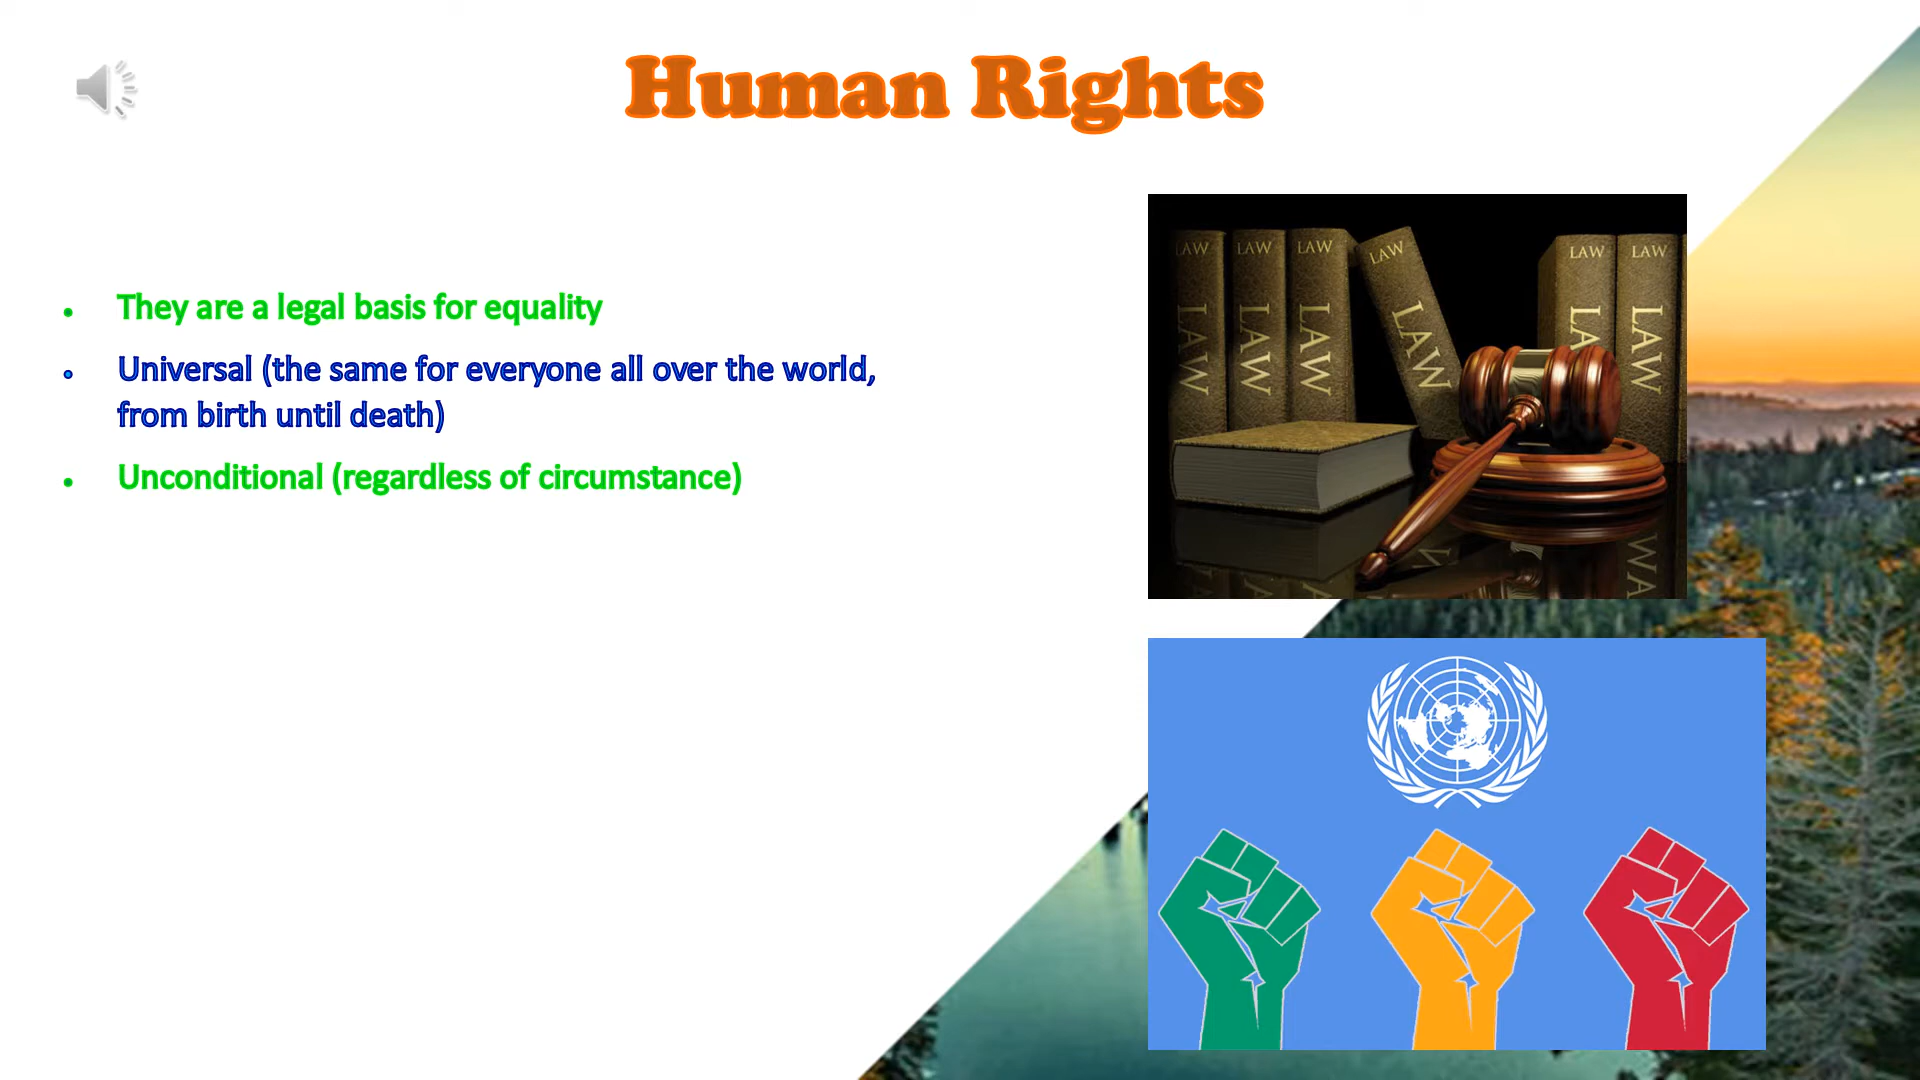 Human Rights
They are a legal basis for equality
Universal (the same for everyone all over the world,
from birth until death)
Unconditional (regardless of circumstance)
LAW LAW LAW LAW LAW LAW
LAW LAW LAW LAW LAW LAW